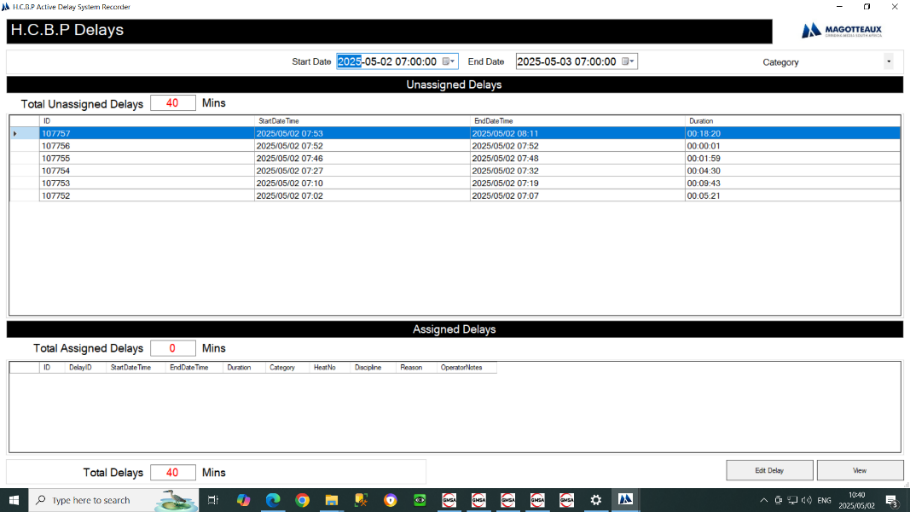 H.C.B.P Active Delay System Recorder
H.C.B.P Delays
MAGOTTEAUX
Start Date 2025-05-02 07:00:00 End Date 2025-05-03 07:00:00 Category
Unassigned Delays
Total Unassigned Delays 40 Mins
ID StartDateTime EndDateTime Duration
107757 2025/05/02 07:53 2025/05/02 08:11 00:18:20
107756 2025/05/02 07:52 2025/05/02 07:52 00:00:01
107755 2025/05/02 07:46 2025/05/02 07:48 00:01:59
107754 2025/05/02 07:27 2025/05/02 07:32 00:04:30
107753 2025/05/02 07:10 2025/05/02 07:19 00:09:43
107752 2025/05/02 07:02 2025/05/02 07:07 00:05:21
Assigned Delays
Total Assigned Delays 0 Mins
ID DelayID StartDateTime EndDateTime Duration Category HeatNo Discipline Reason OperatorNotes
Total Delays 40 Mins
Edit Delay View
Type here to search
GMSA GMSA GMSA GMSA GMSA
ENG
10:40
2025/05/02
3